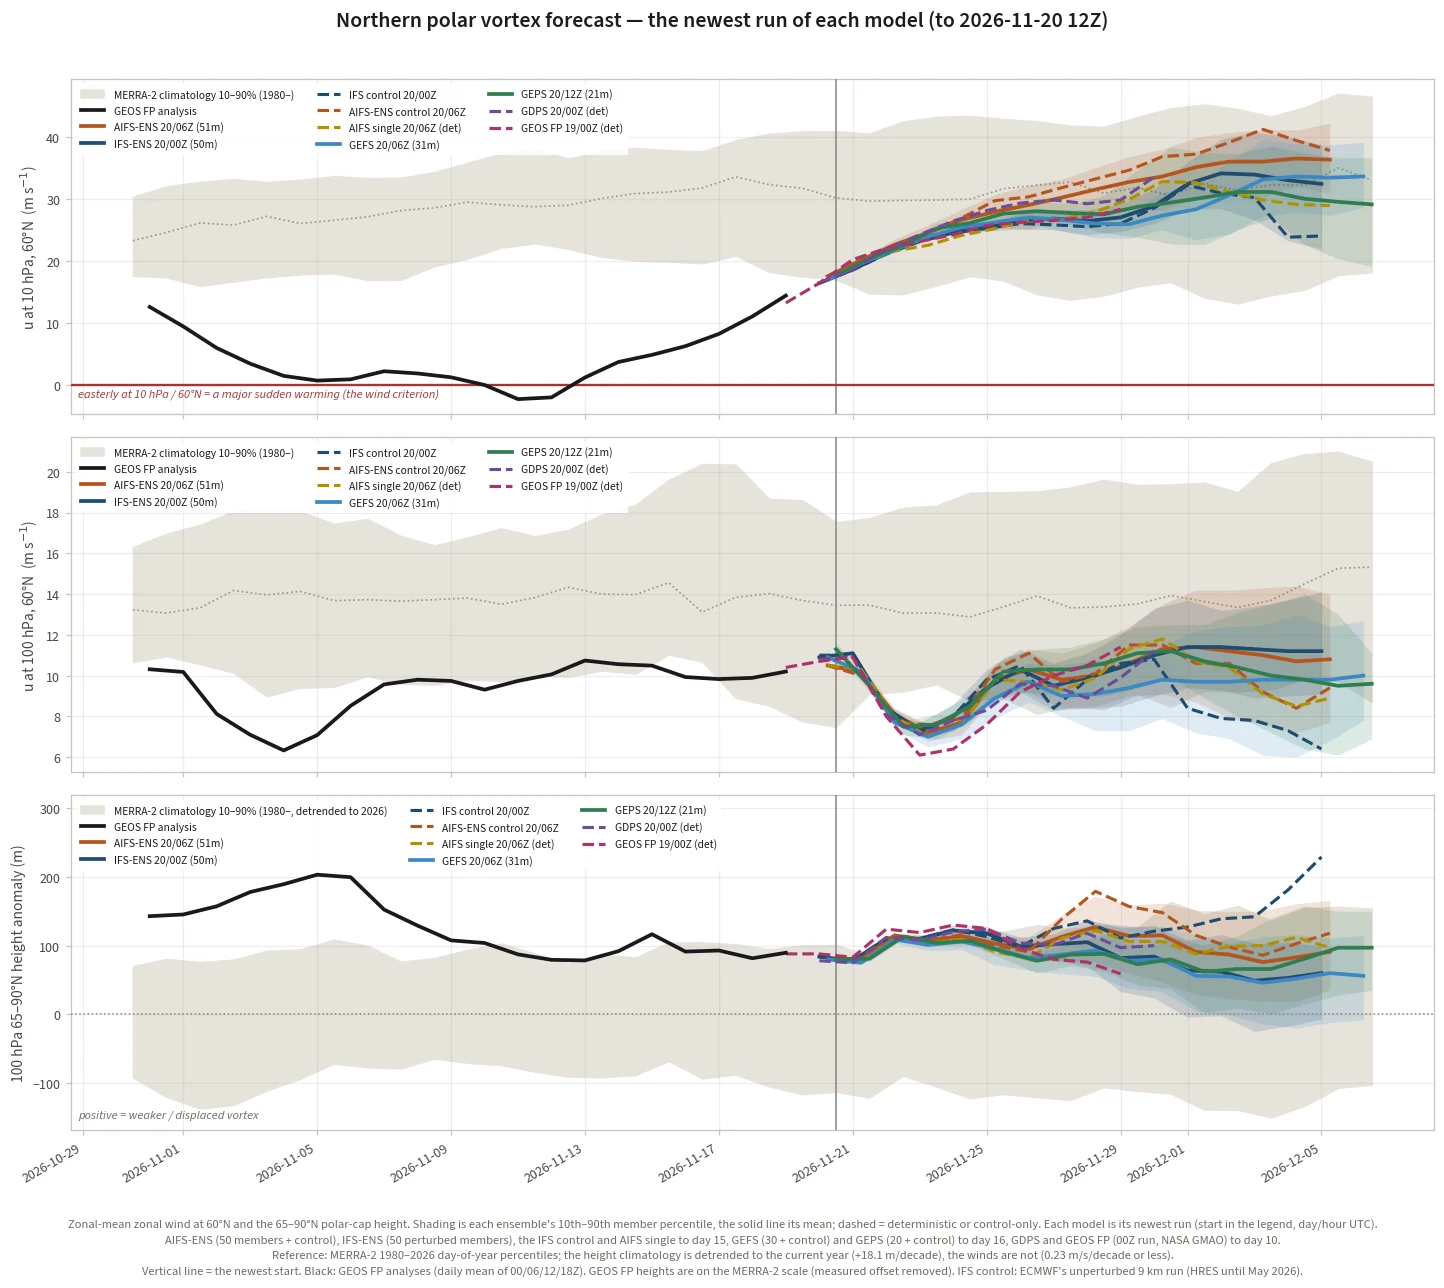 Northern polar vortex forecast — the newest run of each model (to 2026-11-20 12Z)
MERRA-2 climatology 10–90% (1980–)
GEOS FP analysis
AIFS-ENS 20/06Z (51m)
IFS-ENS 20/00Z (50m)
IFS control 20/00Z
AIFS-ENS control 20/06Z
AIFS single 20/06Z (det)
GEFS 20/06Z (31m)
GEPS 20/12Z (21m)
GDPS 20/00Z (det)
GEOS FP 19/00Z (det)
u at 10 hPa, 60°N (m s⁻¹)
40
30
20
10
0
easterly at 10 hPa / 60°N = a major sudden warming (the wind criterion)
MERRA-2 climatology 10–90% (1980–)
GEOS FP analysis
AIFS-ENS 20/06Z (51m)
IFS-ENS 20/00Z (50m)
IFS control 20/00Z
AIFS-ENS control 20/06Z
AIFS single 20/06Z (det)
GEFS 20/06Z (31m)
GEPS 20/12Z (21m)
GDPS 20/00Z (det)
GEOS FP 19/00Z (det)
u at 100 hPa, 60°N (m s⁻¹)
20
18
16
14
12
10
8
6
MERRA-2 climatology 10–90% (1980–, detrended to 2026)
GEOS FP analysis
AIFS-ENS 20/06Z (51m)
IFS-ENS 20/00Z (50m)
IFS control 20/00Z
AIFS-ENS control 20/06Z
AIFS single 20/06Z (det)
GEFS 20/06Z (31m)
GEPS 20/12Z (21m)
GDPS 20/00Z (det)
GEOS FP 19/00Z (det)
100 hPa 65–90°N height anomaly (m)
300
200
100
0
−100
positive = weaker / displaced vortex
2026-10-29
2026-11-01
2026-11-05
2026-11-09
2026-11-13
2026-11-17
2026-11-21
2026-11-25
2026-11-29
2026-12-01
2026-12-05
Zonal-mean zonal wind at 60°N and the 65–90°N polar-cap height. Shading is each ensemble's 10th–90th member percentile, the solid line its mean; dashed = deterministic or control-only. Each model is its newest run (start in the legend, day/hour UTC).
AIFS-ENS (50 members + control), IFS-ENS (50 perturbed members), the IFS control and AIFS single to day 15, GEFS (30 + control) and GEPS (20 + control) to day 16, GDPS and GEOS FP (00Z run, NASA GMAO) to day 10.
Reference: MERRA-2 1980–2026 day-of-year percentiles; the height climatology is detrended to the current year (+18.1 m/decade), the winds are not (0.23 m/s/decade or less).
Vertical line = the newest start. Black: GEOS FP analyses (daily mean of 00/06/12/18Z). GEOS FP heights are on the MERRA-2 scale (measured offset removed). IFS control: ECMWF's unperturbed 9 km run (HRES until May 2026).